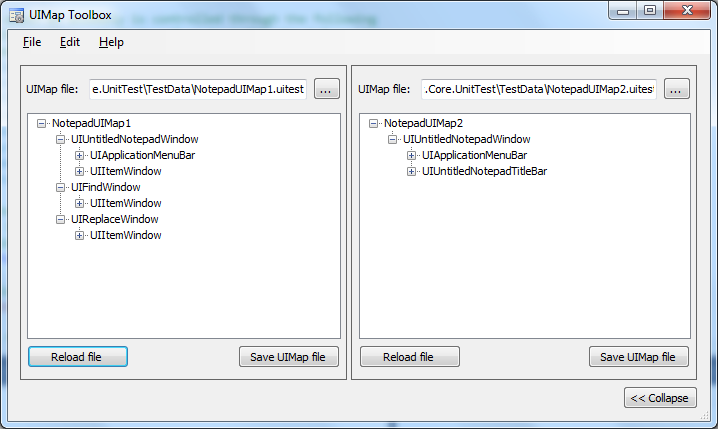 UIMap Toolbox
File Edit Help
UIMap file: e.UnitTest\TestData\NotepadUIMap1.uitest ...
NotepadUIMap1
UIUntitledNotepadWindow
UIApplicationMenuBar
UIItemWindow
UIFindWindow
UIItemWindow
UIReplaceWindow
UIItemWindow
Reload file Save UIMap file
UIMap file: .Core.UnitTest\TestData\NotepadUIMap2.uitest ...
NotepadUIMap2
UIUntitledNotepadWindow
UIApplicationMenuBar
UIUntitledNotepadTitleBar
Reload file Save UIMap file
<< Collapse